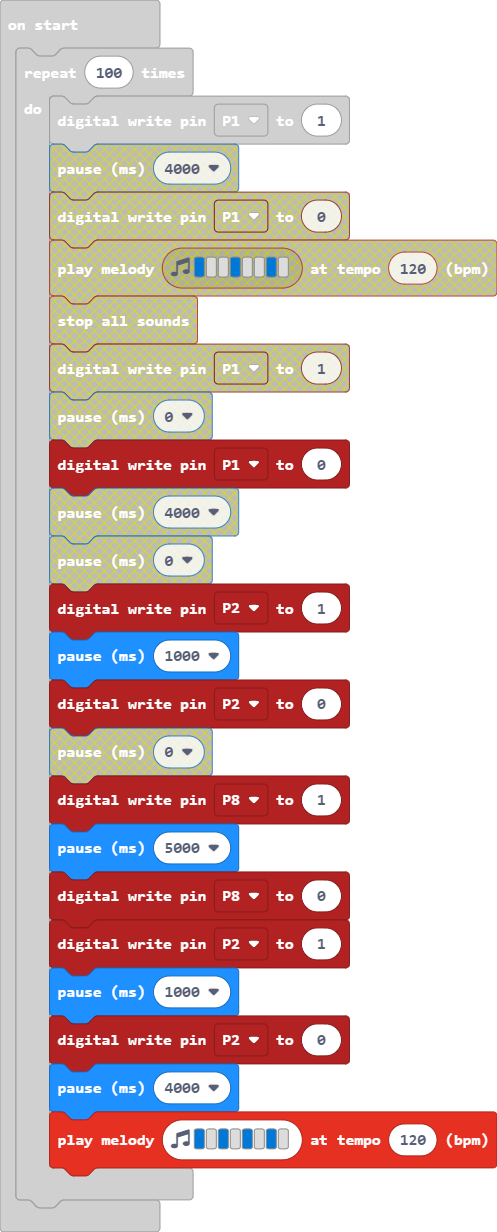 on start
repeat 100 times
do
digital write pin P1 to 1
pause (ms) 4000
digital write pin P1 to 0
play melody at tempo 120 (bpm)
stop all sounds
digital write pin P1 to 1
pause (ms) 0
digital write pin P1 to 0
pause (ms) 4000
pause (ms) 0
digital write pin P2 to 1
pause (ms) 1000
digital write pin P2 to 0
pause (ms) 0
digital write pin P8 to 1
pause (ms) 5000
digital write pin P8 to 0
digital write pin P2 to 1
pause (ms) 1000
digital write pin P2 to 0
pause (ms) 4000
play melody at tempo 120 (bpm)